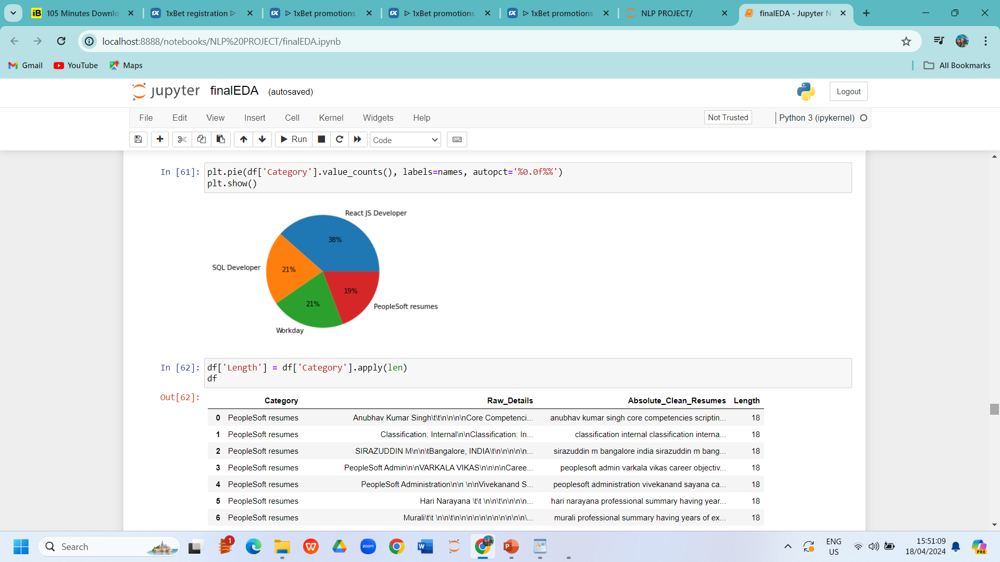 105 Minutes Downlo
1xBet registration ▷
▷ 1xBet promotions
▷ 1xBet promotions
▷ 1xBet promotions
NLP PROJECT/
finalEDA - Jupyter N
localhost:8888/notebooks/NLP%20PROJECT/finalEDA.ipynb
Gmail YouTube Maps All Bookmarks
jupyter finalEDA (autosaved) Logout
File Edit View Insert Cell Kernel Widgets Help Not Trusted Python 3 (ipykernel)
Run Code
In [61]: plt.pie(df['Category'].value_counts(), labels=names, autopct='%0.0f%%')
plt.show()
React JS Developer
38%
SQL Developer
21%
19%
21%
PeopleSoft resumes
Workday
In [62]: df['Length'] = df['Category'].apply(len)
df
Out[62]:
Category Raw_Details Absolute_Clean_Resumes Length
0 PeopleSoft resumes Anubhav Kumar Singh\t\t\n\n\n\nCore Competenci... anubhav kumar singh core competencies scriptin... 18
1 PeopleSoft resumes Classification: Internal\n\nClassification: In... classification internal classification interna... 18
2 PeopleSoft resumes SIRAZUDDIN M\n\n\tBangalore, INDIA\t\n\n\n\n\n... sirazuddin m bangalore india sirazuddin m bang... 18
3 PeopleSoft resumes PeopleSoft Admin\n\nVARKALA VIKAS\n\n\n\nCaree... peoplesoft admin varkala vikas career objectiv... 18
4 PeopleSoft resumes PeopleSoft Administration\n\n \n\nVivekanand S... peoplesoft administration vivekanand sayana ca... 18
5 PeopleSoft resumes Hari Narayana \t\t \n\n\t\n\n\n\n... hari narayana professional summary having year... 18
6 PeopleSoft resumes Murali\t\t \n\n\t\n\n\n\n\n\n\n\n\n\n\n\... murali professional summary having years of ex... 18
Search
1
W
zoom
W
P
ENG
US
15:51:09
18/04/2024
PRE